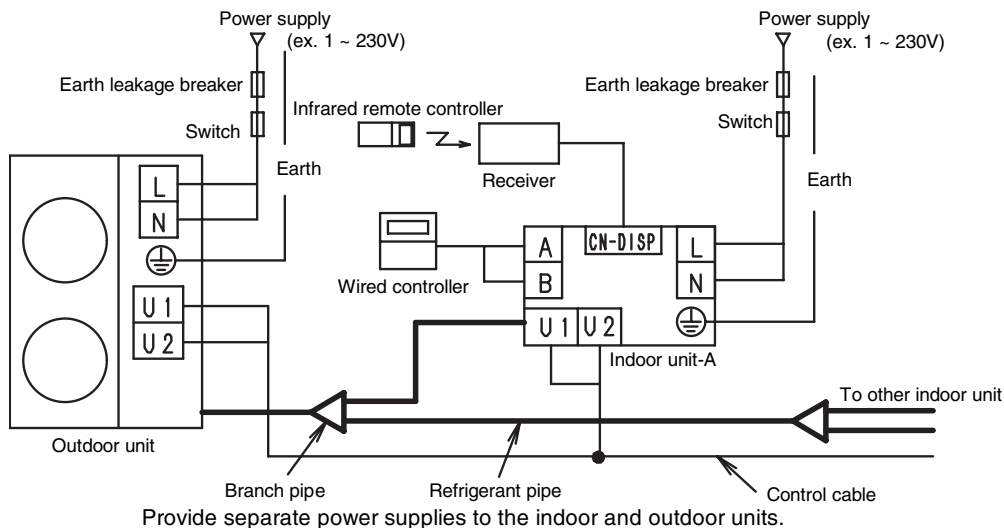 Power supply
(ex. 1 ~ 230V)
Power supply
(ex. 1 ~ 230V)
Earth leakage breaker
Earth leakage breaker
Infrared remote controller
Switch
Switch
Earth
Receiver
Earth
L
N
A
B
CN-DISP
L
N
Wired controller
U1
U2
U1
U2
Indoor unit-A
To other indoor unit
Outdoor unit
Branch pipe
Refrigerant pipe
Control cable
Provide separate power supplies to the indoor and outdoor units.